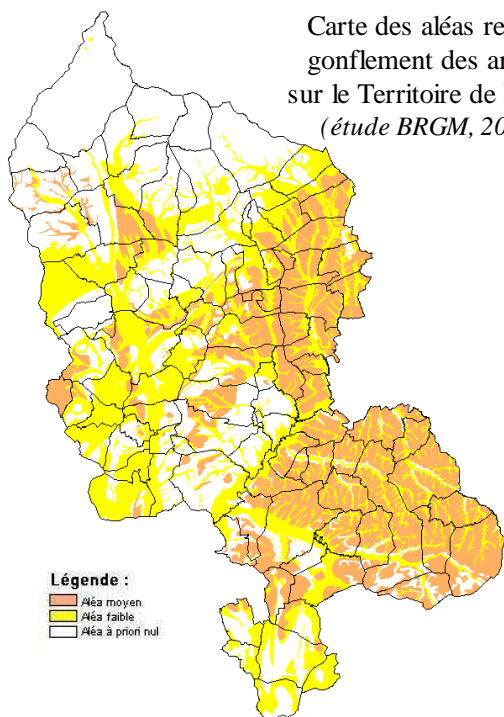 Carte des aléas re
gonflement des ar
sur le Territoire de
(étude BRGM, 20
Légende :
Aléa moyen
Aléa faible
Aléa à priori nul